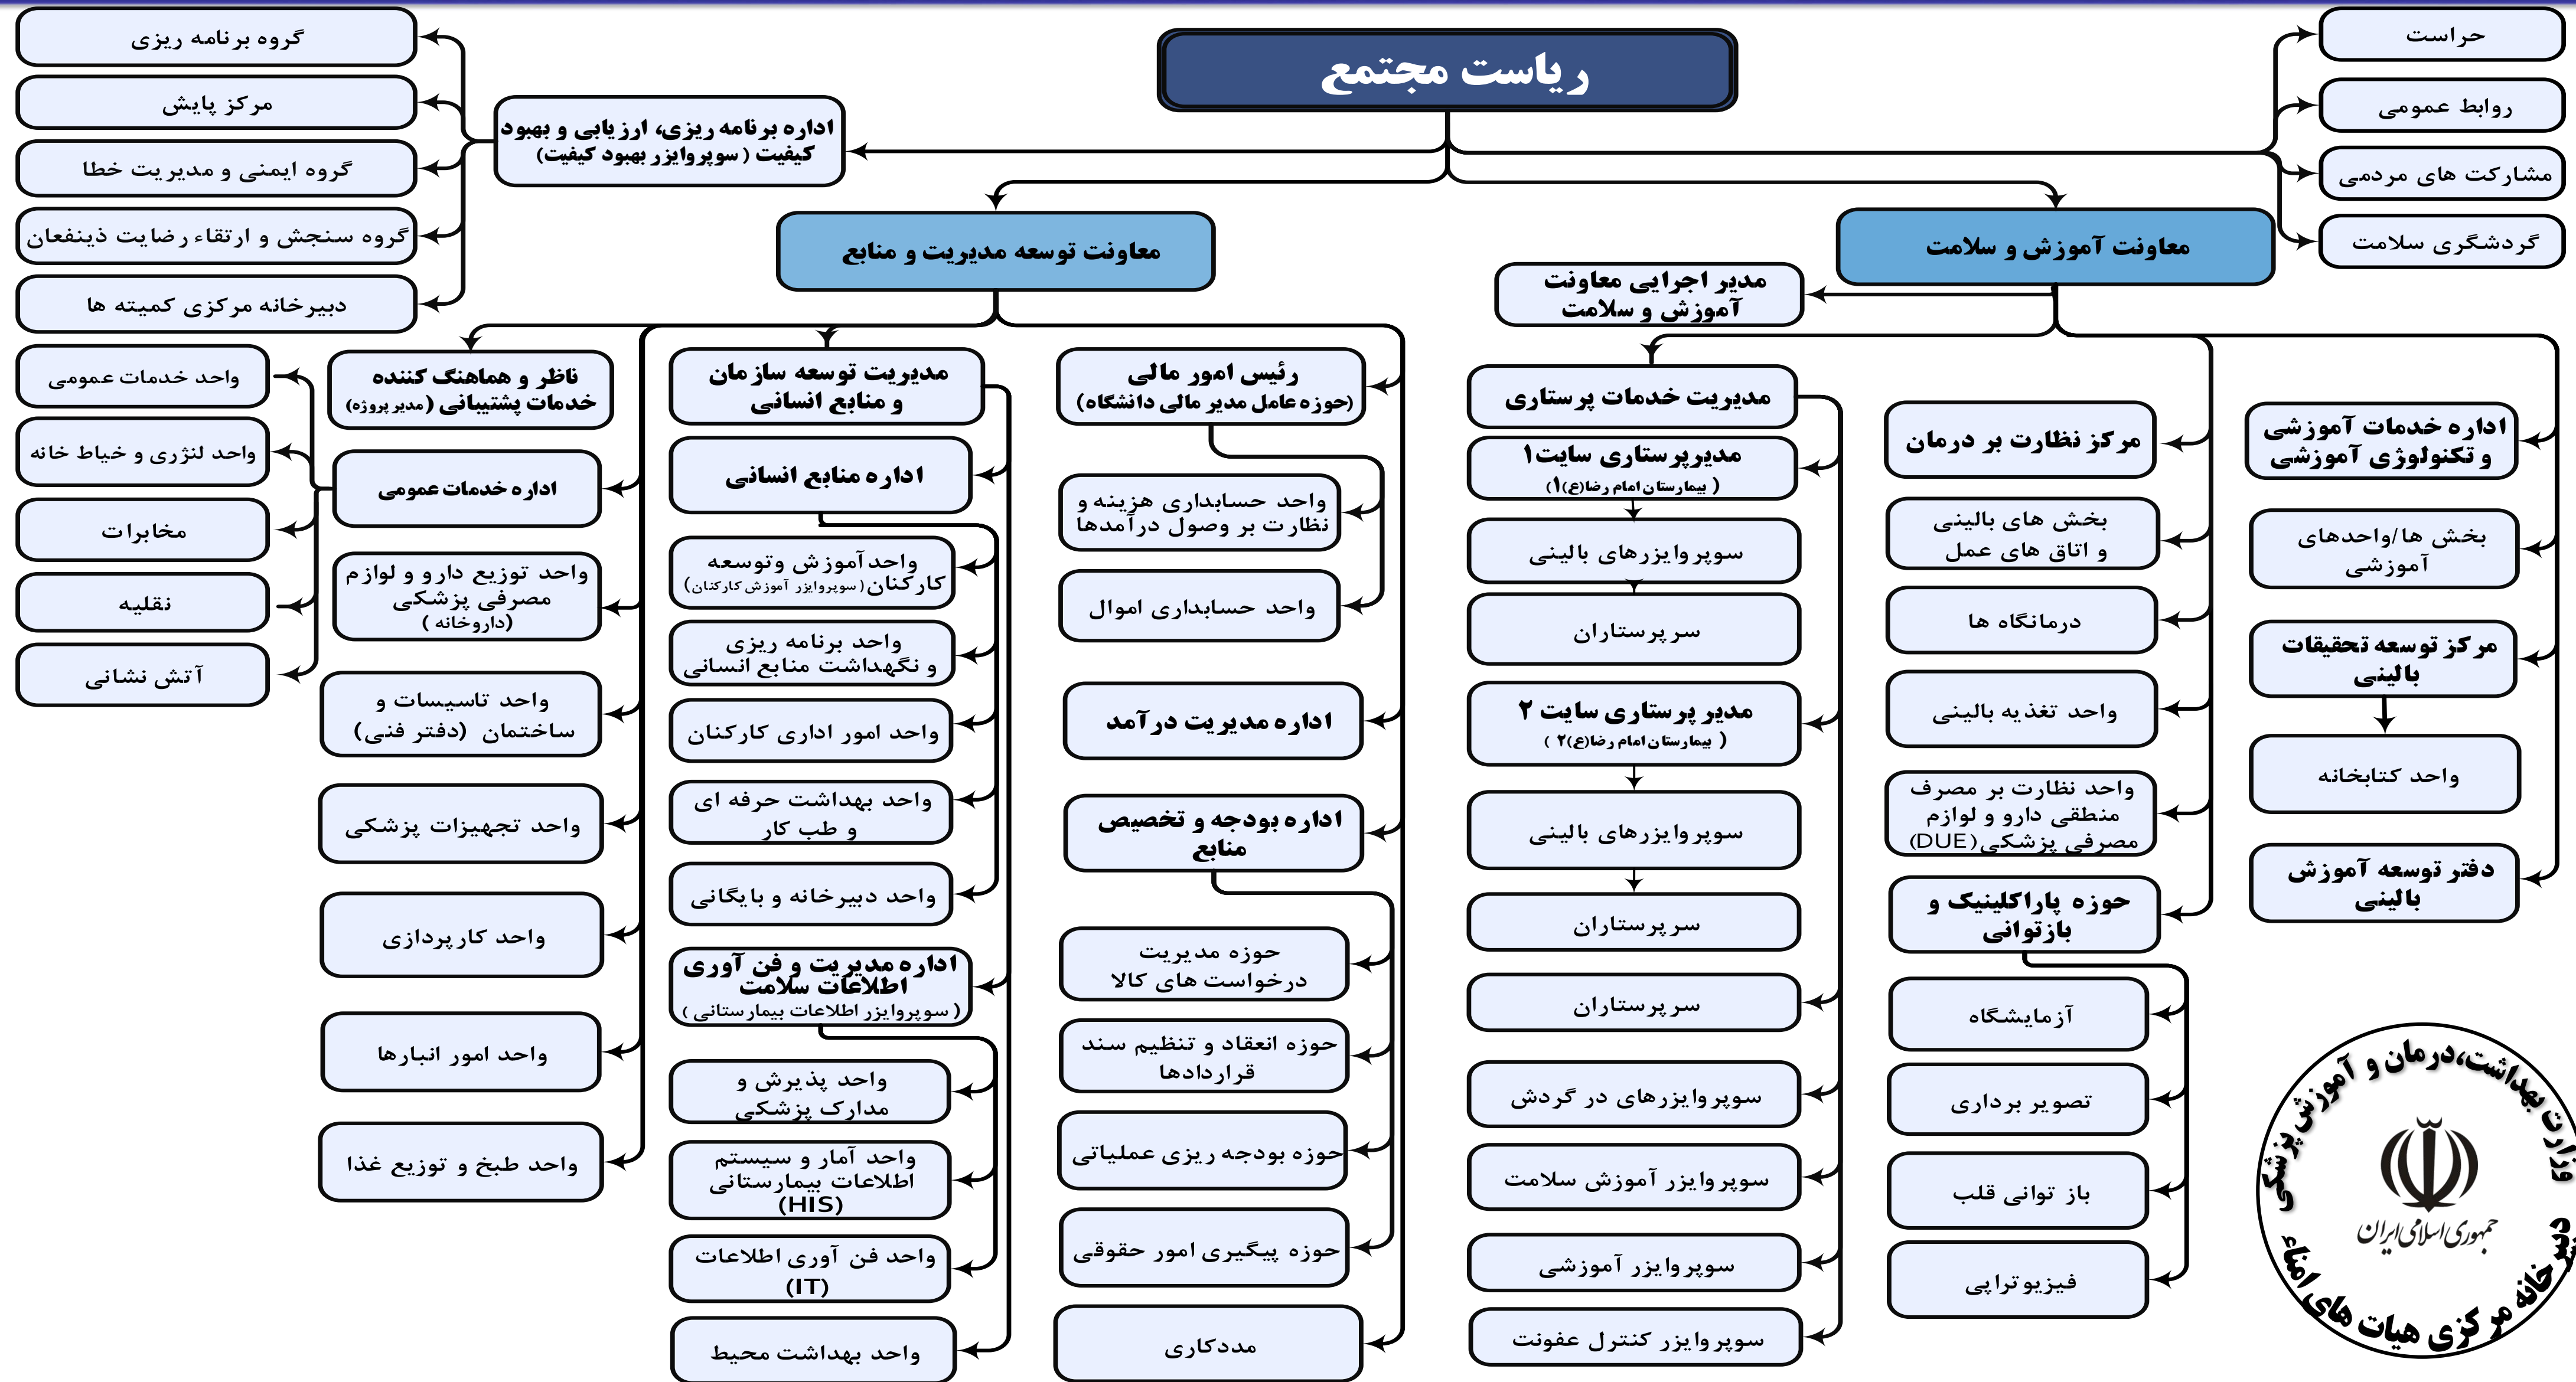 ریاست مجتمع
حراست
روابط عمومی
مشارکت های مردمی
گردشگری سلامت
اداره برنامه ریزی، ارزیابی و بهبود
کیفیت (سوپروایزر بهبود کیفیت)
گروه برنامه ریزی
مرکز پایش
گروه ایمنی و مدیریت خطا
گروه سنجش و ارتقاء رضایت ذینفعان
دبیرخانه مرکزی کمیته ها
معاونت آموزش و سلامت
معاونت توسعه مدیریت و منابع
مدیر اجرایی معاونت
آموزش و سلامت
اداره خدمات آموزشی
و تکنولوژی آموزشی
بخش ها/واحدهای
آموزشی
مرکز توسعه تحقیقات
بالینی
واحد کتابخانه
دفتر توسعه آموزش
بالینی
مرکز نظارت بر درمان
بخش های بالینی
و اتاق های عمل
درمانگاه ها
واحد تغذیه بالینی
واحد نظارت بر مصرف
منطقی دارو و لوازم
مصرفی پزشکی(DUE)
حوزه پاراکلینیک و
بازتوانی
آزمایشگاه
تصویر برداری
باز توانی قلب
فیزیوتراپی
مدیریت خدمات پرستاری
مدیرپرستاری سایت۱
( بیمارستان امام رضا(ع)۱)
سوپروایزرهای بالینی
سرپرستاران
مدیر پرستاری سایت ۲
( بیمارستان امام رضا(ع)۲ )
سوپروایزرهای بالینی
سرپرستاران
سرپرستاران
سوپروایزرهای در گردش
سوپروایزر آموزش سلامت
سوپروایزر آموزشی
سوپروایزر کنترل عفونت
رئیس امور مالی
(حوزه عامل مدیر مالی دانشگاه)
واحد حسابداری هزینه و
نظارت بر وصول درآمدها
واحد حسابداری اموال
اداره مدیریت درآمد
اداره بودجه و تخصیص
منابع
حوزه مدیریت
درخواست های کالا
حوزه انعقاد و تنظیم سند
قراردادها
حوزه بودجه ریزی عملیاتی
حوزه پیگیری امور حقوقی
مددکاری
مدیریت توسعه سازمان
و منابع انسانی
اداره منابع انسانی
واحدآموزش وتوسعه
کارکنان(سوپروایزر آموزش کارکنان)
واحد برنامه ریزی
و نگهداشت منابع انسانی
واحد امور اداری کارکنان
واحد بهداشت حرفه ای
و طب کار
واحد دبیرخانه و بایگانی
اداره مدیریت و فن آوری
اطلاعات سلامت
(سوپروایزر اطلاعات بیمارستانی )
واحد پذیرش و
مدارک پزشکی
واحد آمار و سیستم
اطلاعات بیمارستانی
(HIS)
واحد فن آوری اطلاعات
(IT)
واحد بهداشت محیط
ناظر و هماهنگ کننده
خدمات پشتیبانی (مدیرپروژه)
اداره خدمات عمومی
واحد توزیع دارو و لوازم
مصرفی پزشکی
(داروخانه )
واحد تاسیسات و
ساختمان (دفتر فنی)
واحد تجهیزات پزشکی
واحد کارپردازی
واحد امور انبارها
واحد طبخ و توزیع غذا
واحد خدمات عمومی
واحد لنژری و خیاط خانه
مخابرات
نقلیه
آتش نشانی
وزارت بهداشت،درمان و آموزش پزشکی
جمهوری اسلامی ایران
دبیرخانه مرکزی هیات های امناء